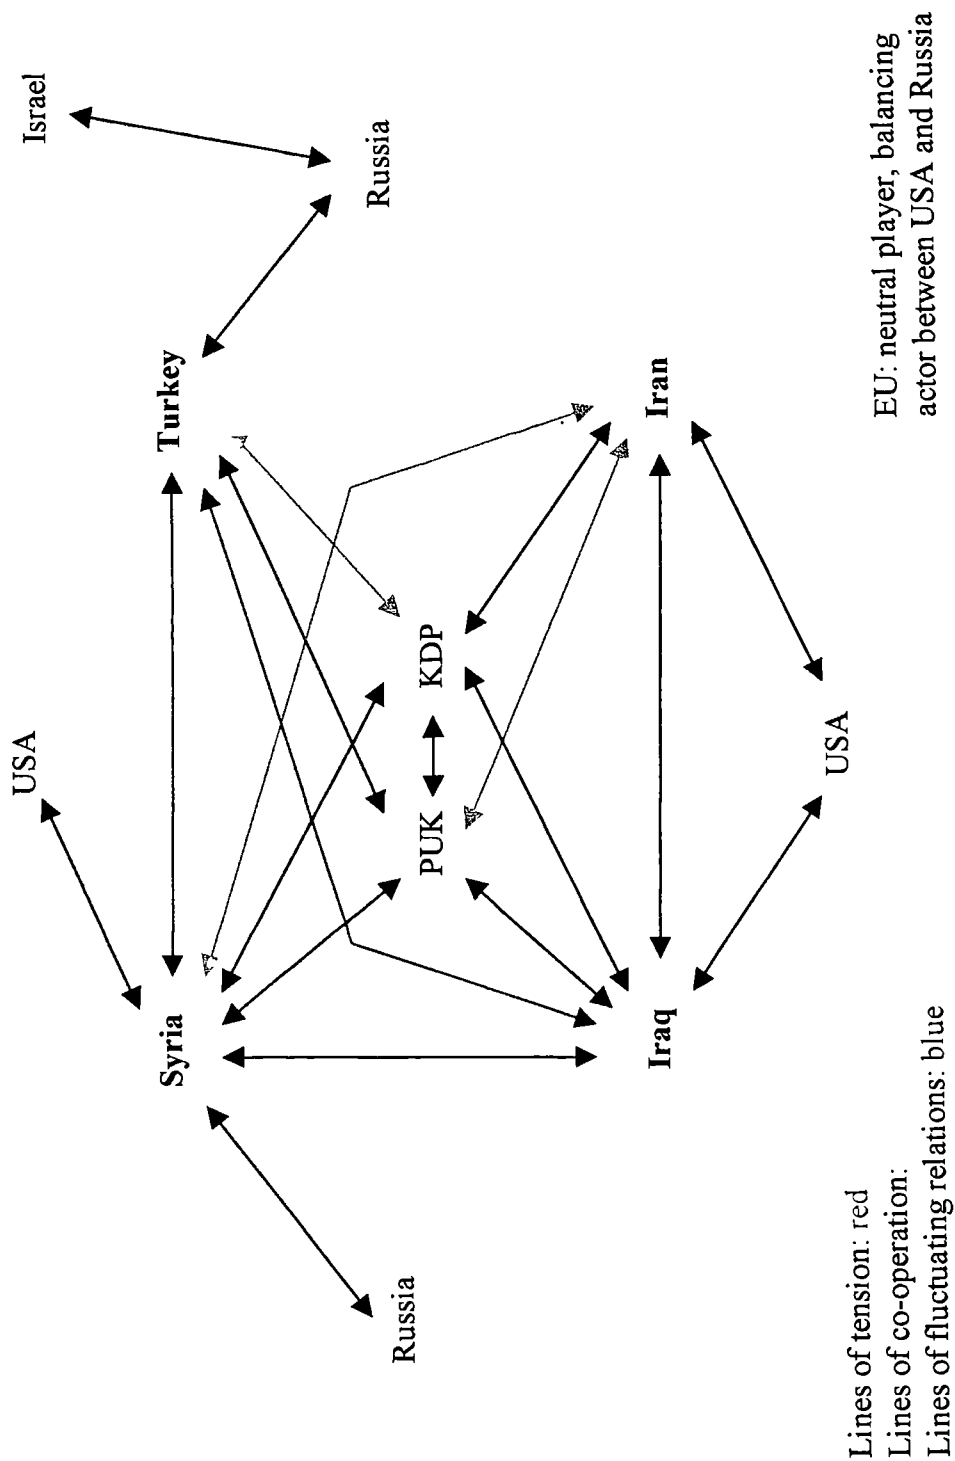 USA
Israel
Syria
Turkey
Russia
Russia
PUK
KDP
Iraq
Iran
USA
Lines of tension: red
Lines of co-operation:
Lines of fluctuating relations: blue
EU: neutral player, balancing
actor between USA and Russia